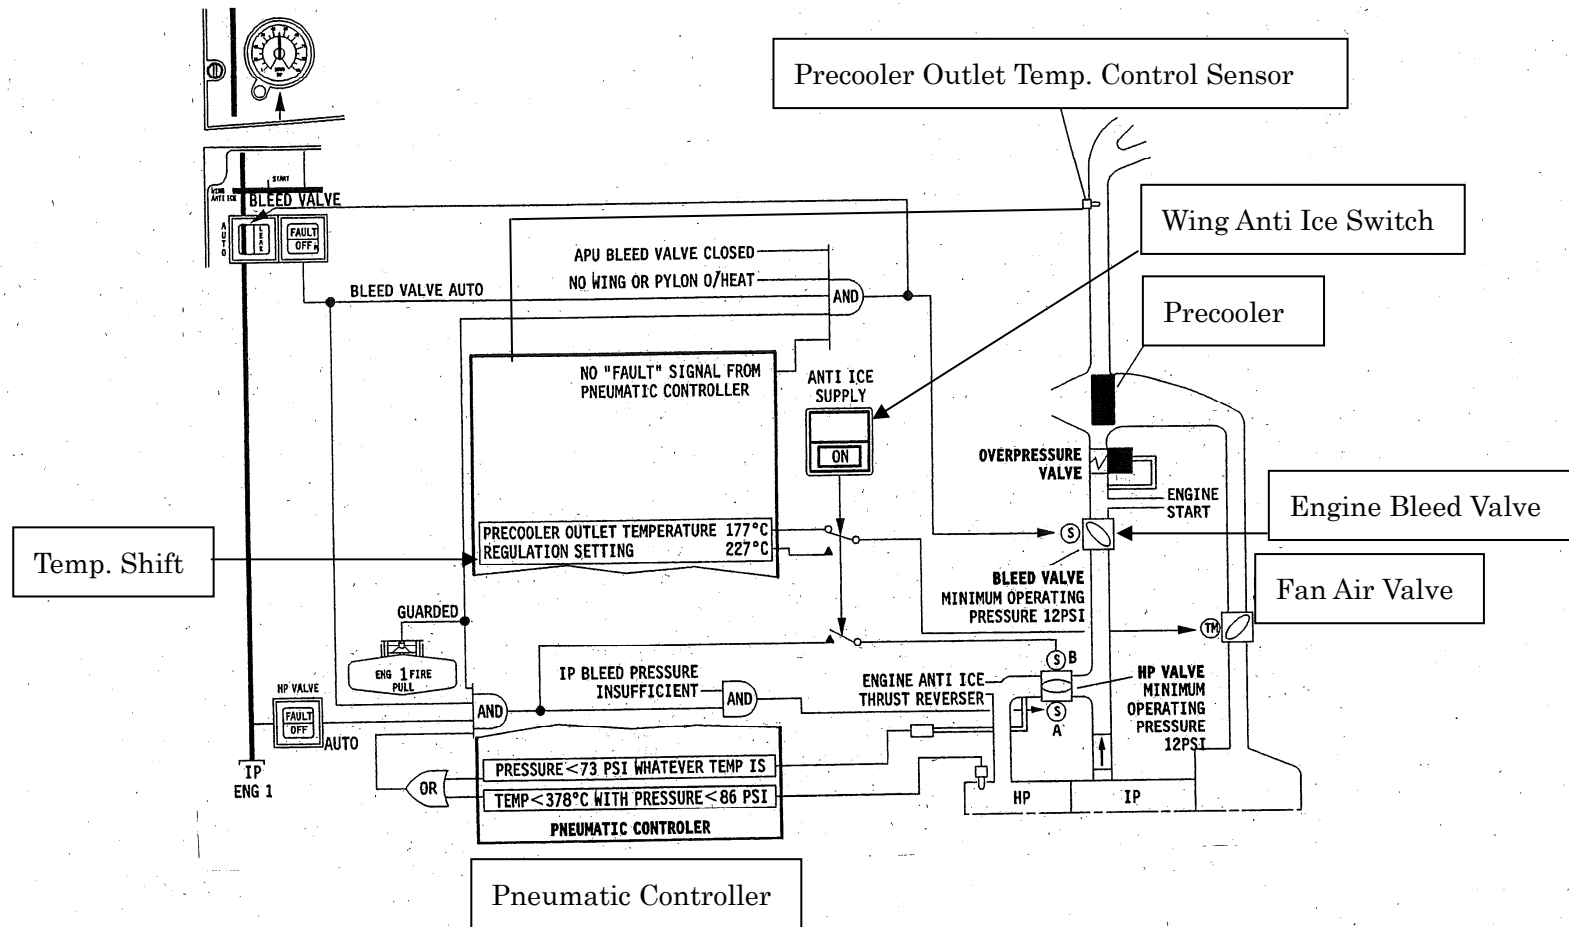 Precooler Outlet Temp. Control Sensor
START
WING
ANTI ICE
BLEED VALVE
AUTO
LEAK
FAULT
OFF
Wing Anti Ice Switch
APU BLEED VALVE CLOSED
NO WING OR PYLON O/HEAT
BLEED VALVE AUTO
AND
Precooler
NO "FAULT" SIGNAL FROM
PNEUMATIC CONTROLLER
ANTI ICE
SUPPLY
ON
OVERPRESSURE
VALVE
ENGINE
START
Engine Bleed Valve
S
PRECOOLER OUTLET TEMPERATURE 177°C
REGULATION SETTING 227°C
Temp. Shift
BLEED VALVE
MINIMUM OPERATING
PRESSURE 12PSI
Fan Air Valve
TM
GUARDED
ENG 1 FIRE
PULL
S B
IP BLEED PRESSURE
INSUFFICIENT
AND
ENGINE ANTI ICE
THRUST REVERSER
HP VALVE
MINIMUM
OPERATING
PRESSURE
12PSI
HP VALVE
FAULT
OFF
AUTO
AND
S
A
IP
ENG 1
PRESSURE<73 PSI WHATEVER TEMP IS
OR
TEMP<378°C WITH PRESSURE<86 PSI
HP
IP
PNEUMATIC CONTROLER
Pneumatic Controller